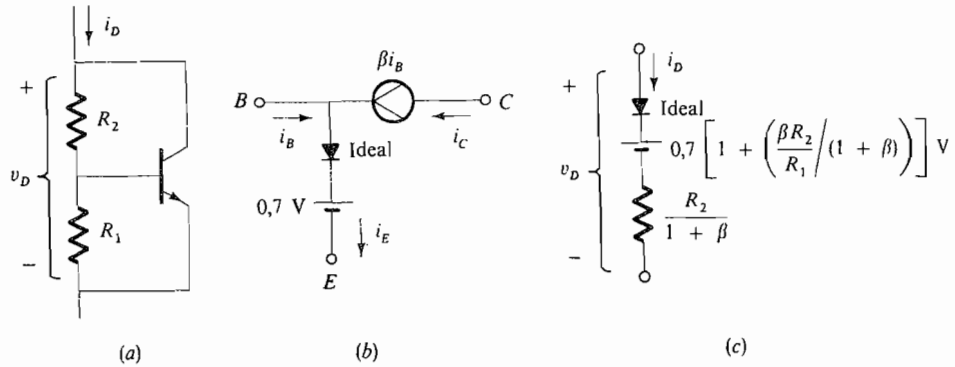 i_D
+
R_2
v_D
R_1
−
(a)
βi_B
B
C
i_B
i_C
Ideal
0,7 V
i_E
E
(b)
i_D
+
Ideal
0,7 [1 + (βR_2/R_1 / (1 + β))] V
v_D
R_2/(1 + β)
−
(c)